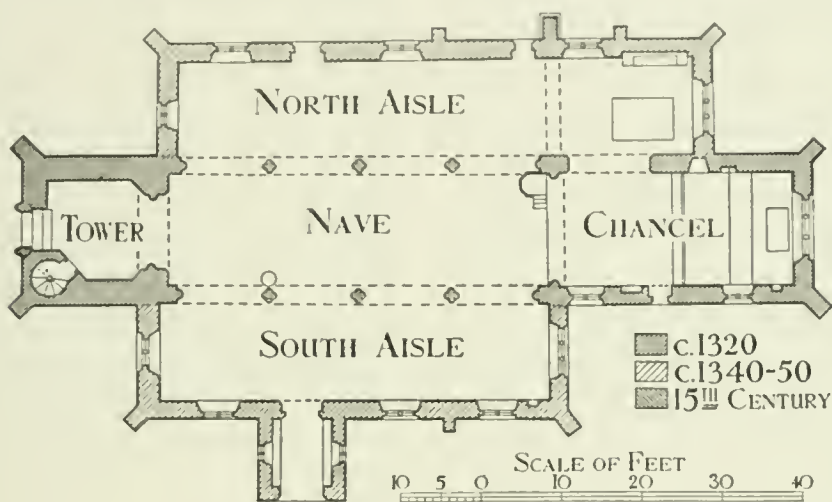 NORTH AISLE
TOWER
NAVE
CHANCEL
SOUTH AISLE
c.1320
c.1340-50
15TH CENTURY
SCALE OF FEET
10 5 0 10 20 30 40